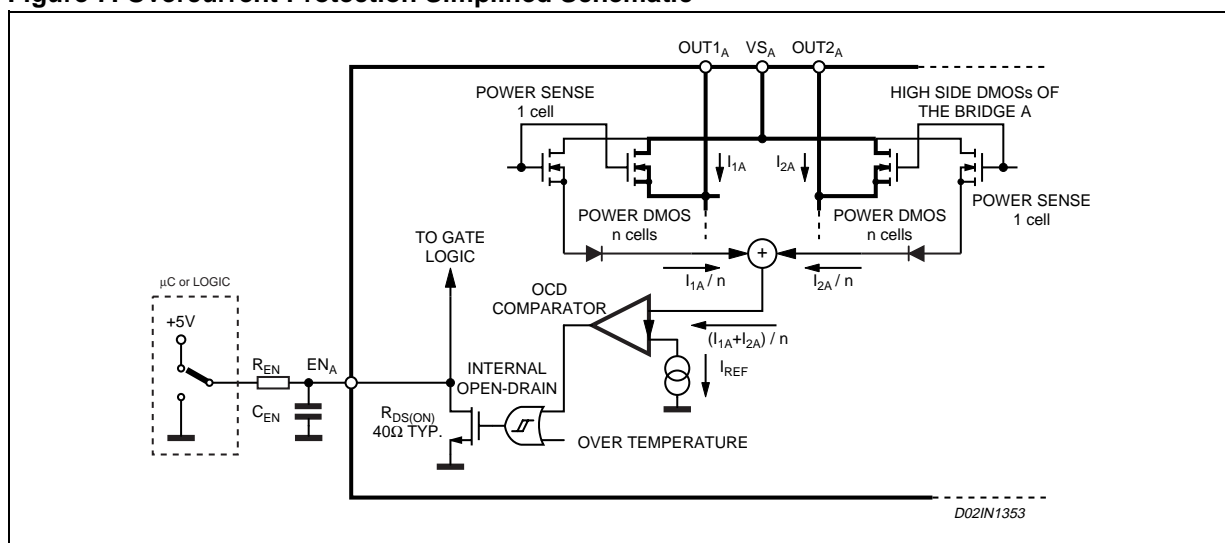 Figure 7. Overcurrent Protection Simplified Schematic
OUT1A VSA OUT2A
POWER SENSE
1 cell
HIGH SIDE DMOSs OF
THE BRIDGE A
I1A I2A
POWER DMOS
n cells
POWER DMOS
n cells
POWER SENSE
1 cell
TO GATE
LOGIC
+
I1A / n I2A / n
μC or LOGIC
OCD
COMPARATOR
+5V
(I1A+I2A) / n
REN ENA
INTERNAL
OPEN-DRAIN
IREF
CEN
RDS(ON)
40Ω TYP.
OVER TEMPERATURE
D02IN1353